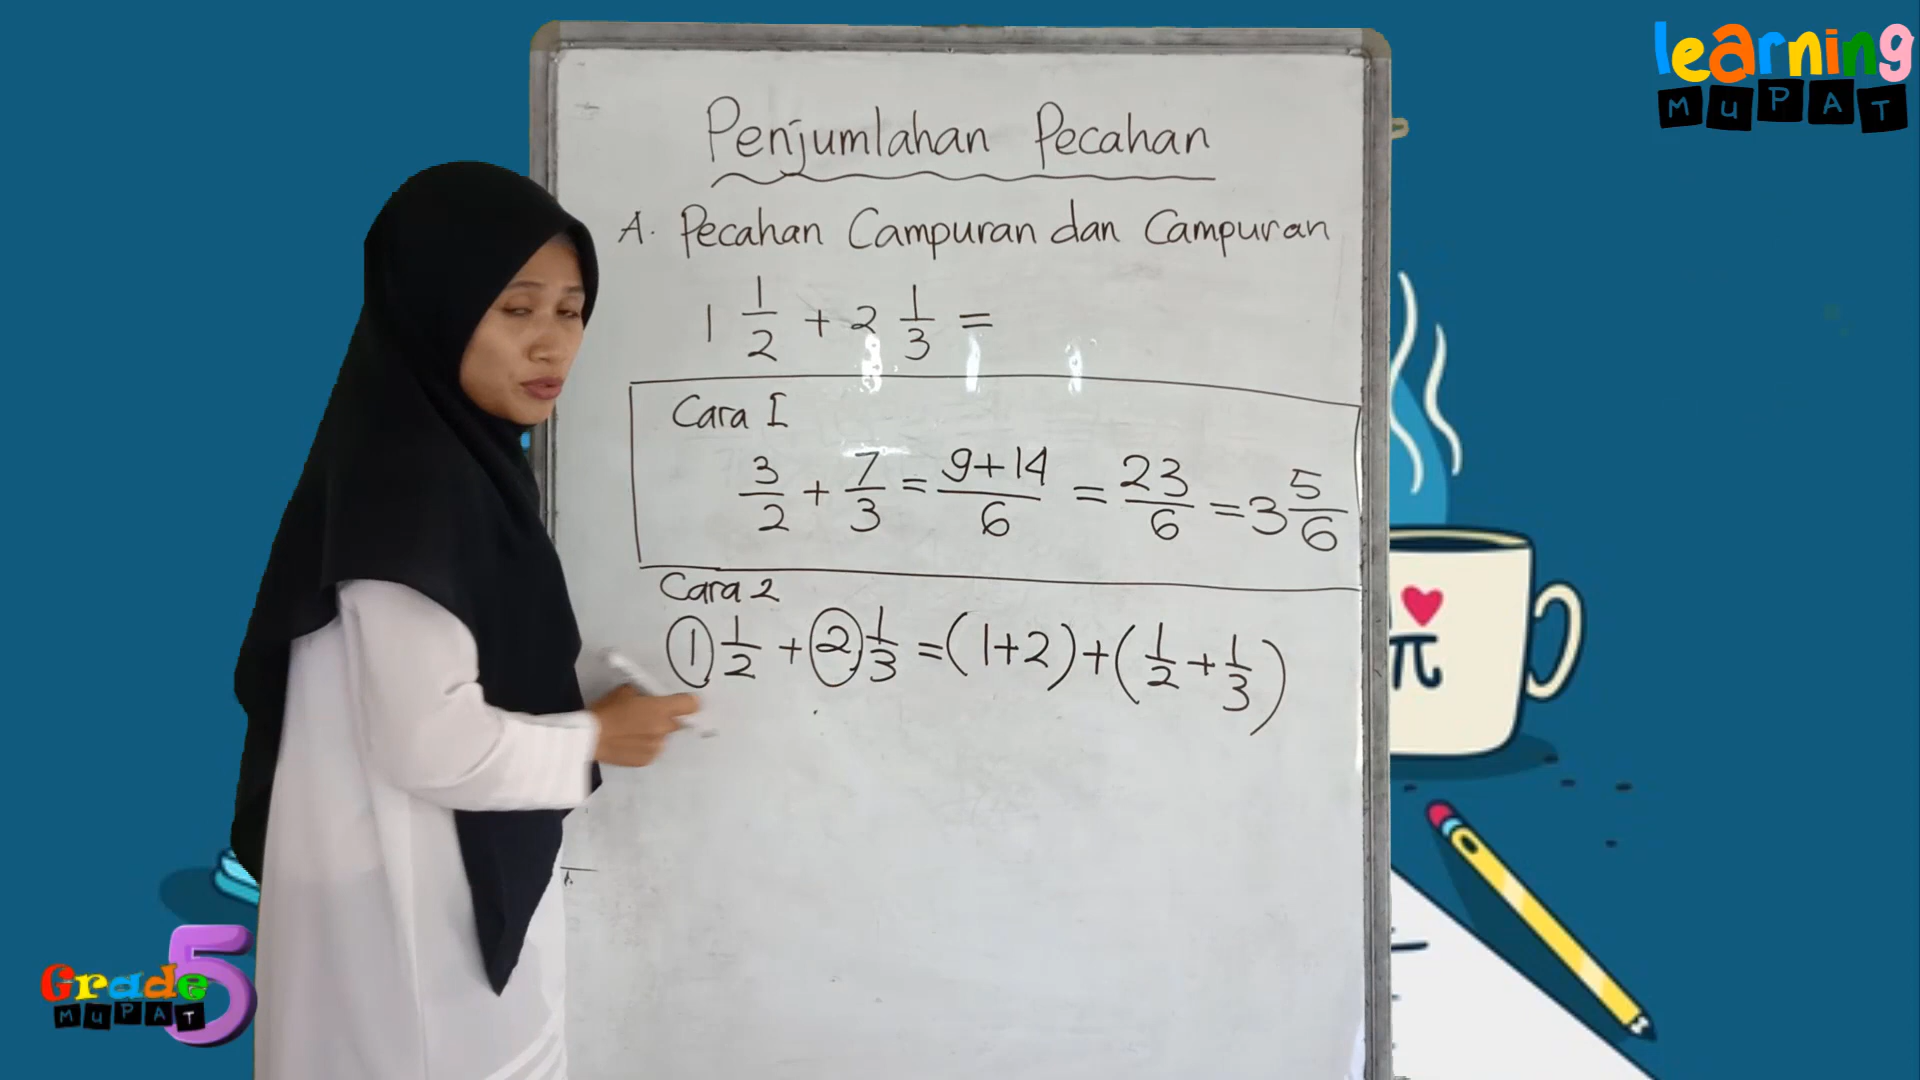 learning
MUPAT
Penjumlahan Pecahan
A. Pecahan Campuran dan Campuran
1 1/2 + 2 1/3 =
Cara I
3/2 + 7/3 = 9+14/6 = 23/6 = 3 5/6
Cara 2
1 1/2 + 2 1/3 = (1+2) + (1/2 + 1/3)
π
Grade 5
MUPAT